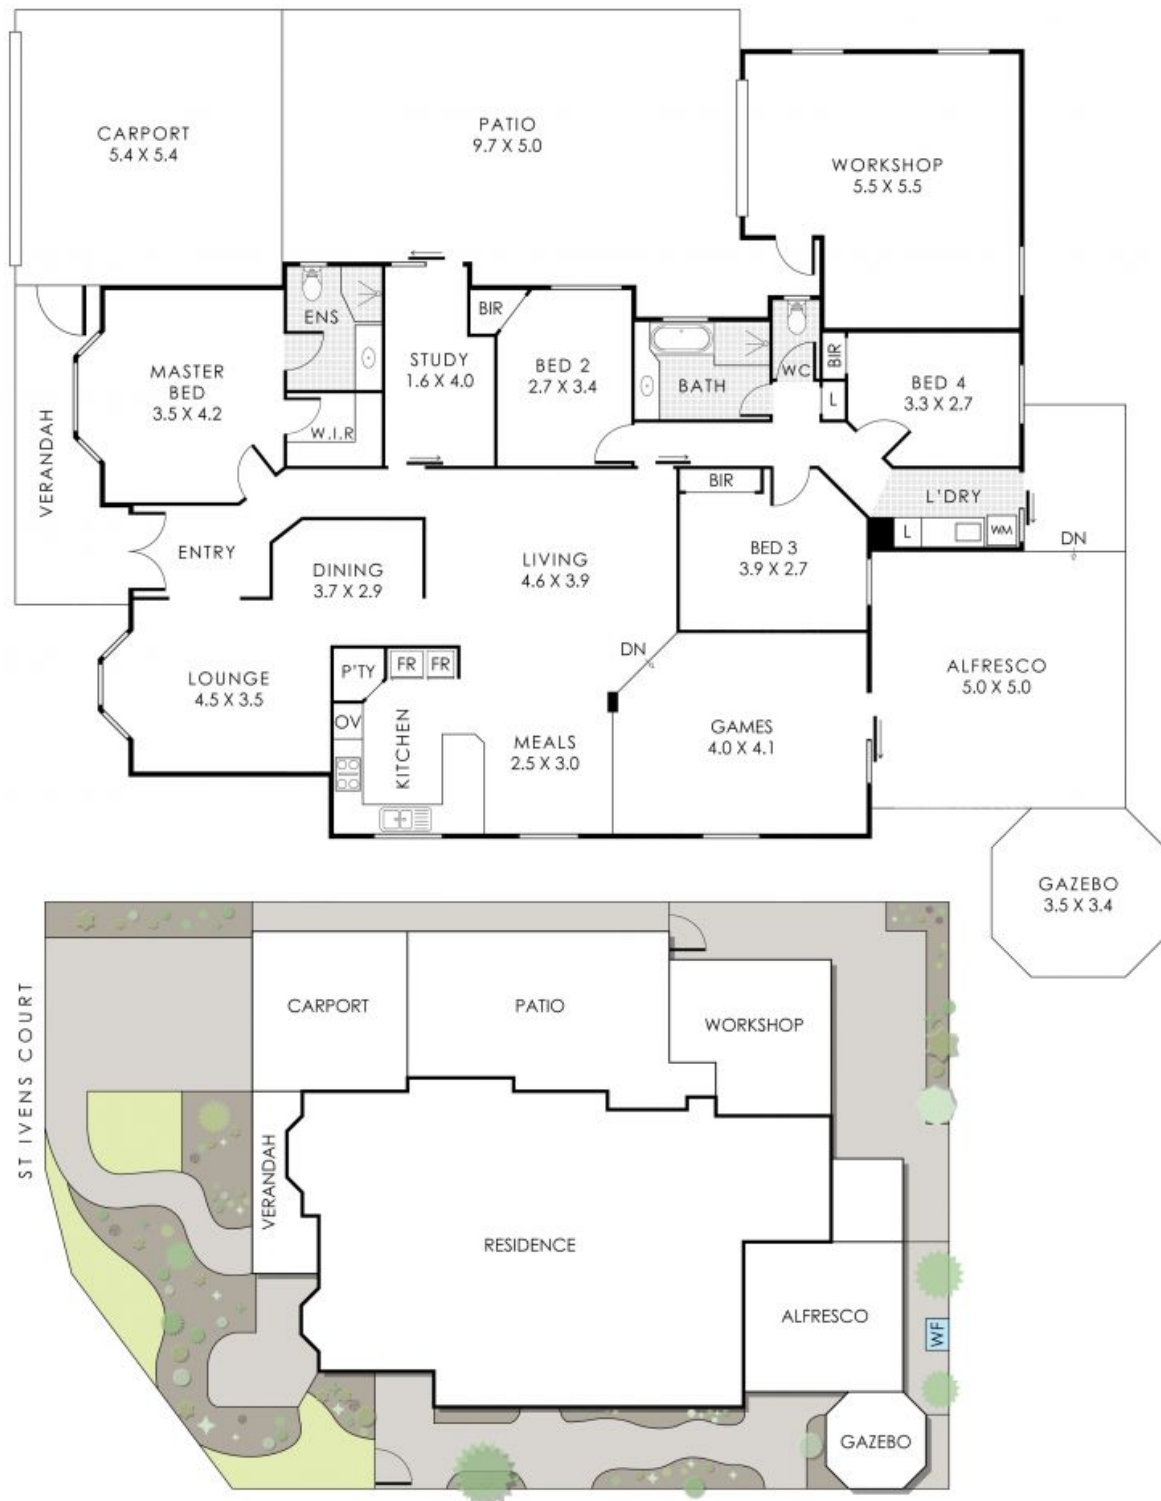 CARPORT
5.4 X 5.4
PATIO
9.7 X 5.0
WORKSHOP
5.5 X 5.5
ENS
BIR
STUDY
1.6 X 4.0
BED 2
2.7 X 3.4
BATH
WC
BIR
BED 4
3.3 X 2.7
MASTER
BED
3.5 X 4.2
W.I.R
L
VERANDAH
BIR
L'DRY
L
WM
DN
ENTRY
DINING
3.7 X 2.9
LIVING
4.6 X 3.9
BED 3
3.9 X 2.7
DN
LOUNGE
4.5 X 3.5
P'TY
FR
FR
OV
KITCHEN
MEALS
2.5 X 3.0
GAMES
4.0 X 4.1
ALFRESCO
5.0 X 5.0
GAZEBO
3.5 X 3.4
ST IVENS COURT
CARPORT
PATIO
WORKSHOP
VERANDAH
RESIDENCE
ALFRESCO
WF
GAZEBO